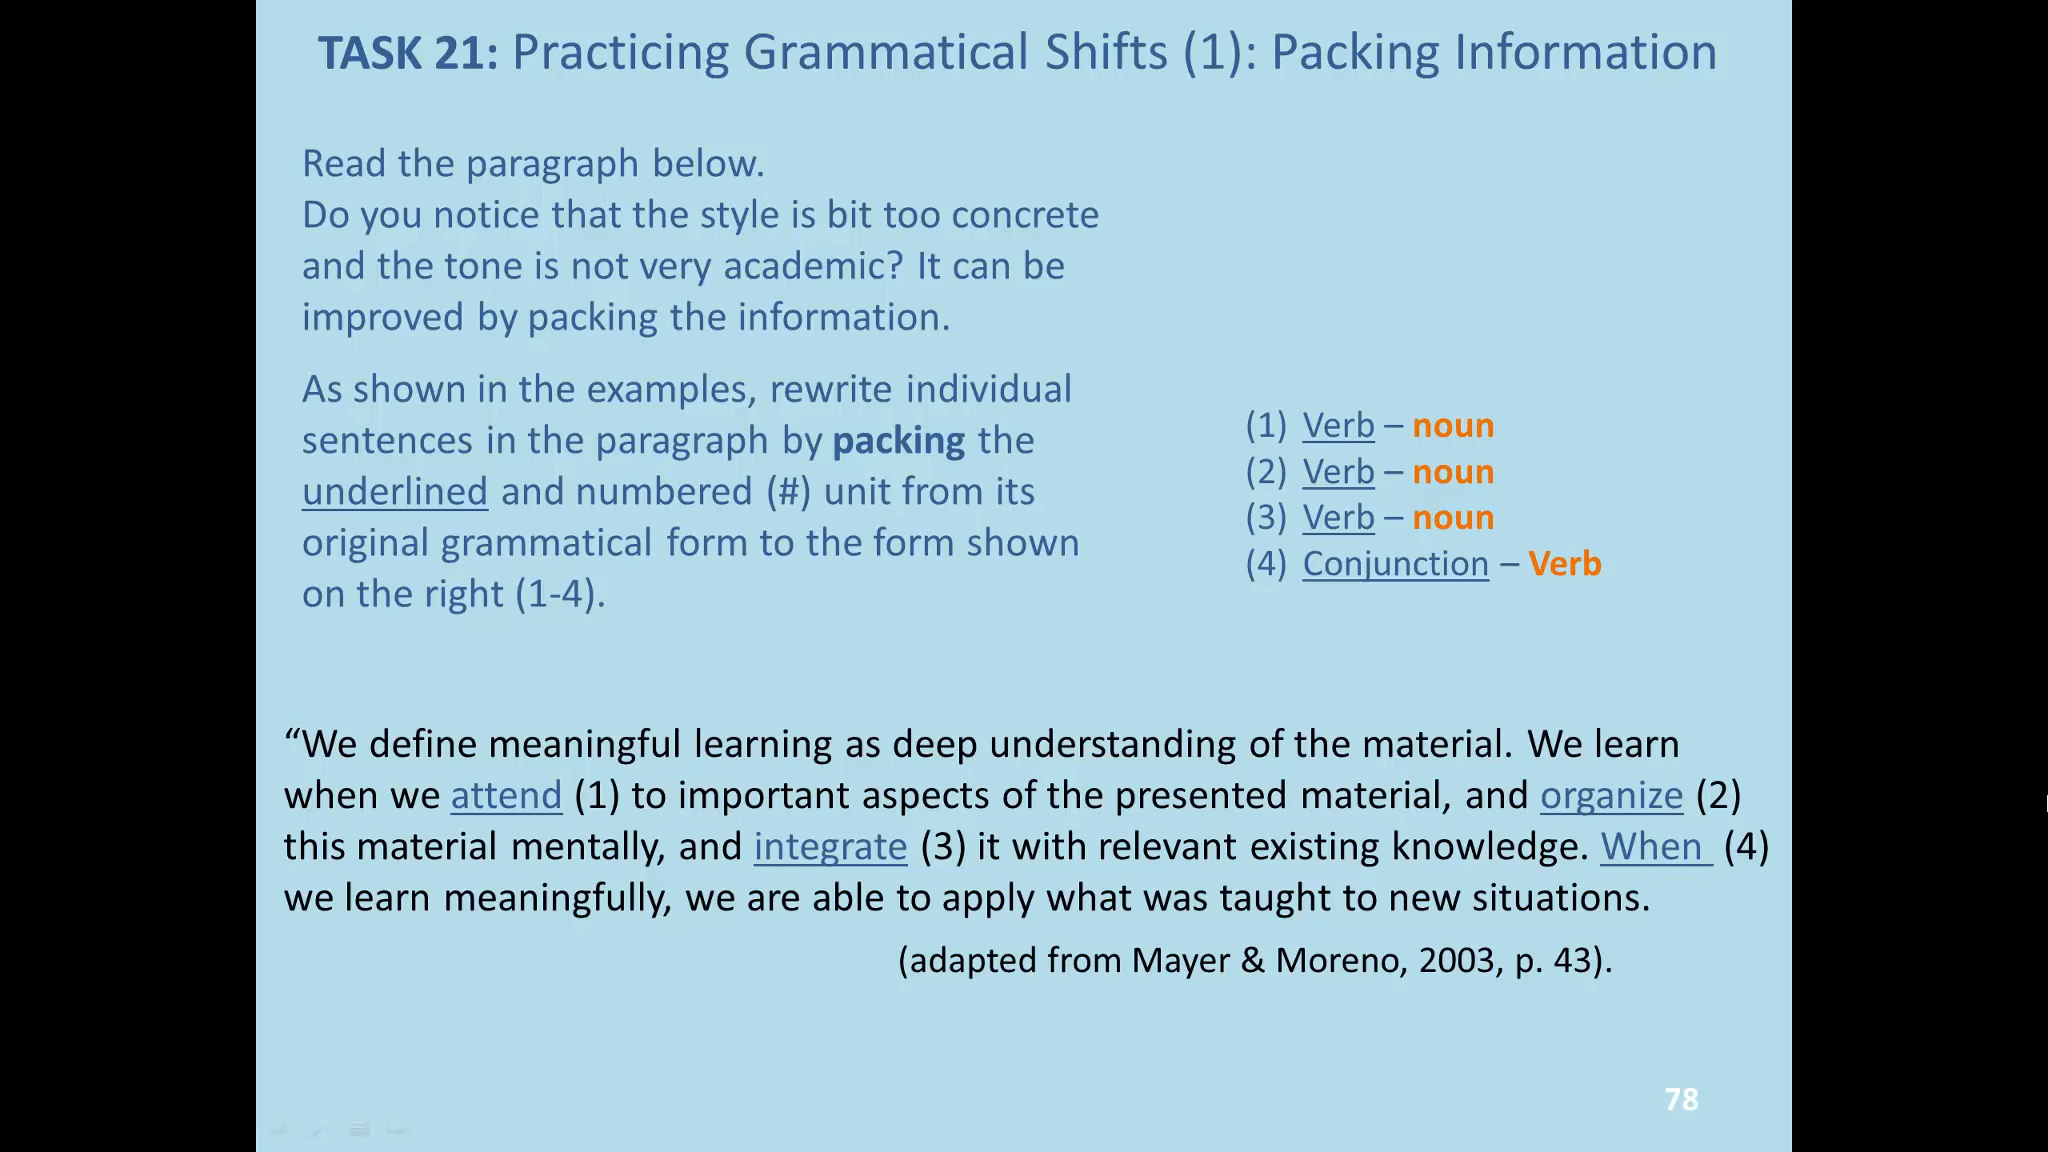 TASK 21: Practicing Grammatical Shifts (1): Packing Information
Read the paragraph below.
Do you notice that the style is bit too concrete
and the tone is not very academic? It can be
improved by packing the information.
As shown in the examples, rewrite individual
sentences in the paragraph by packing the
underlined and numbered (#) unit from its
original grammatical form to the form shown
on the right (1-4).
(1) Verb – noun
(2) Verb – noun
(3) Verb – noun
(4) Conjunction – Verb
“We define meaningful learning as deep understanding of the material. We learn
when we attend (1) to important aspects of the presented material, and organize (2)
this material mentally, and integrate (3) it with relevant existing knowledge. When (4)
we learn meaningfully, we are able to apply what was taught to new situations.
(adapted from Mayer & Moreno, 2003, p. 43).
78